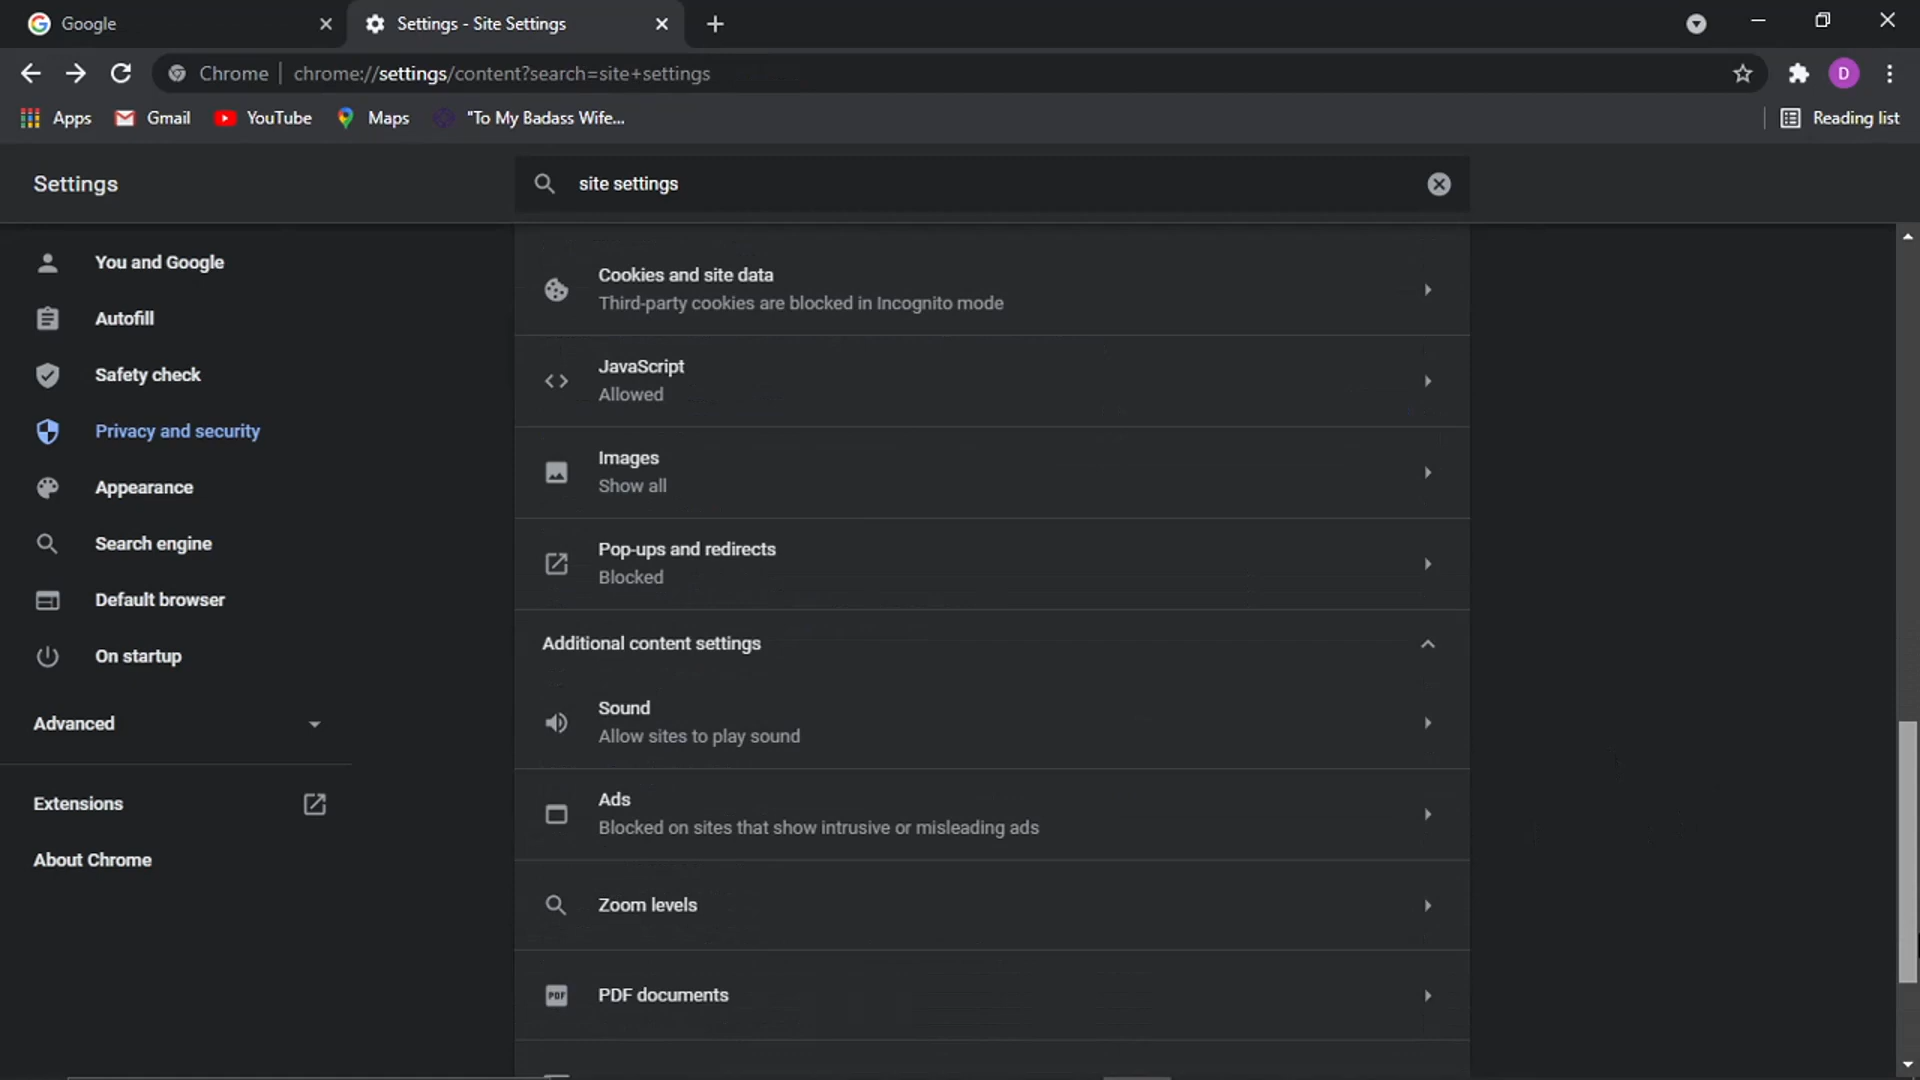 Google
Settings - Site Settings
Chrome
chrome://settings/content?search=site+settings
D
Apps
Gmail
YouTube
Maps
"To My Badass Wife...
Reading list
Settings
site settings
You and Google
Autofill
Safety check
Privacy and security
Appearance
Search engine
Default browser
On startup
Advanced
Extensions
About Chrome
Cookies and site data
Third-party cookies are blocked in Incognito mode
JavaScript
Allowed
Images
Show all
Pop-ups and redirects
Blocked
Additional content settings
Sound
Allow sites to play sound
Ads
Blocked on sites that show intrusive or misleading ads
Zoom levels
PDF
PDF documents